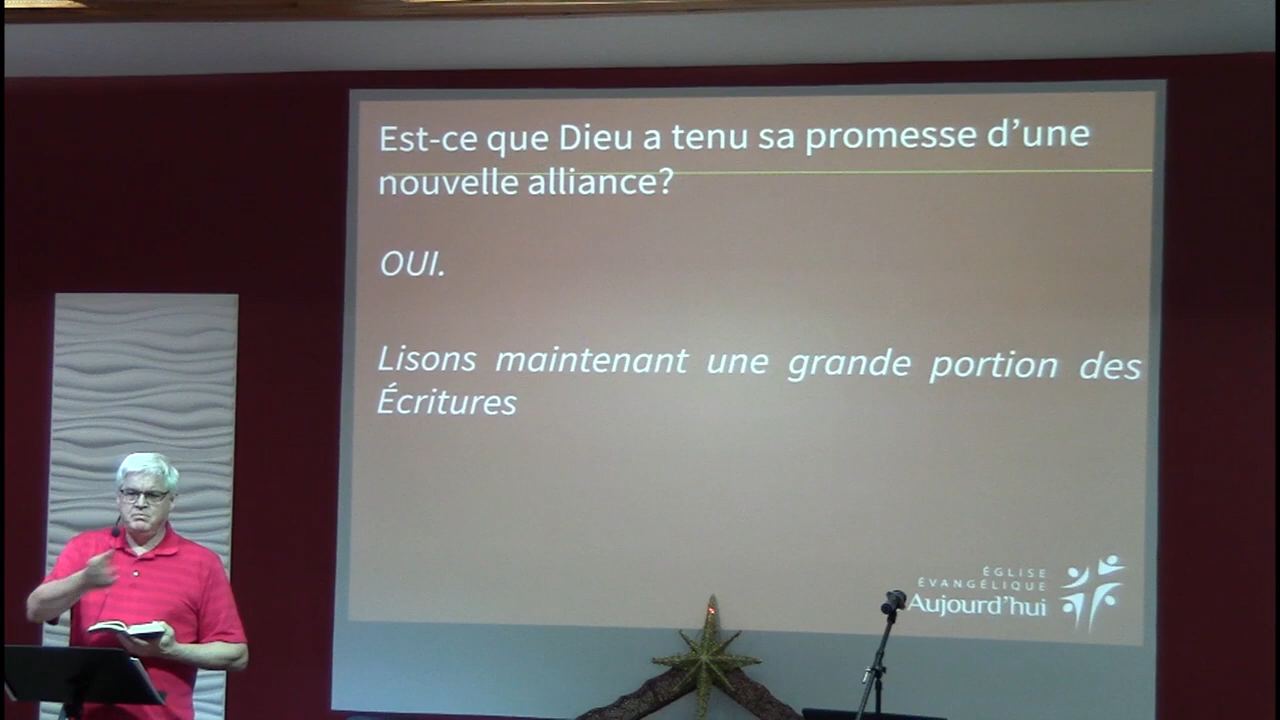 Est-ce que Dieu a tenu sa promesse d’une
nouvelle alliance?
OUI.
Lisons maintenant une grande portion des
Écritures
ÉGLISE
ÉVANGÉLIQUE
Aujourd’hui